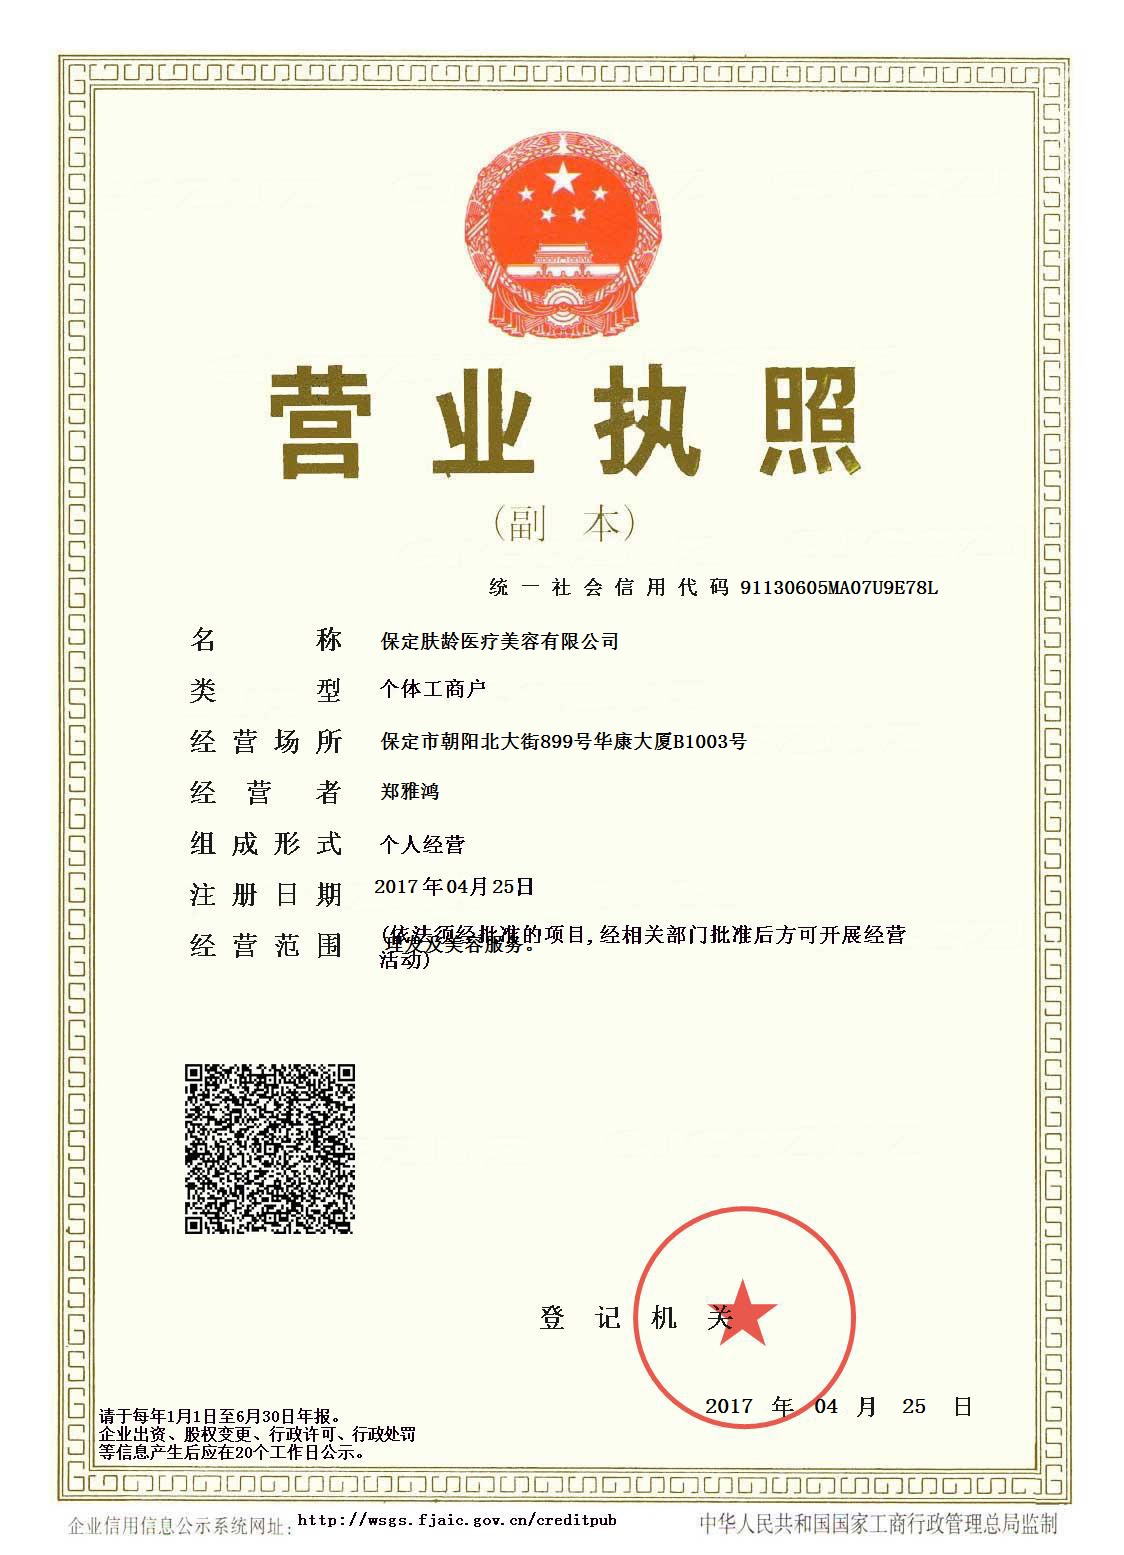 营业执照
(副 本)
统一社会信用代码 91130605MA07U9E78L
名称 保定肤龄医疗美容有限公司
类型 个体工商户
经营场所 保定市朝阳北大街899号华康大厦B1003号
经营者 郑雅鸿
组成形式 个人经营
注册日期 2017年04月25日
经营范围 理发及美容服务。
(依法须经批准的项目,经相关部门批准后方可开展经营
活动)
登记机关
2017 年 04 月 25 日
请于每年1月1日至6月30日年报。
企业出资、股权变更、行政许可、行政处罚
等信息产生后应在20个工作日公示。
企业信用信息公示系统网址: http://wsgs.fjaic.gov.cn/creditpub
中华人民共和国国家工商行政管理总局监制